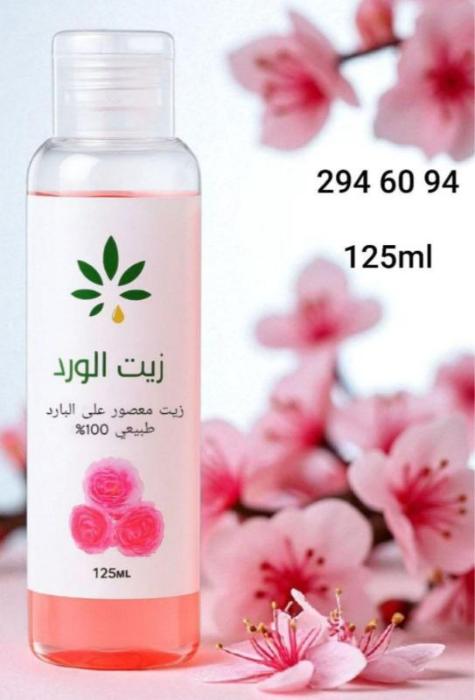 294 60 94
125ml
زيت الورد
زيت معصور على البارد
طبيعي 100%
125ML